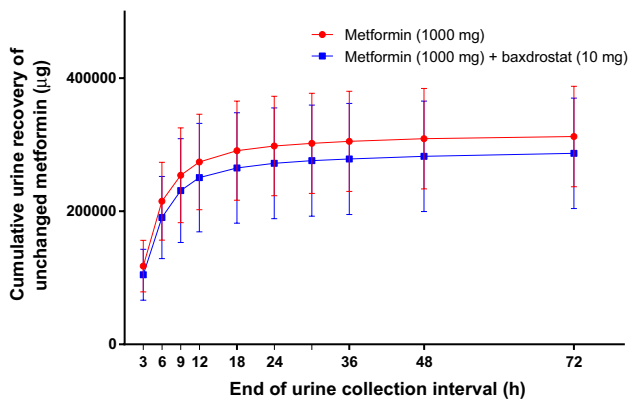 Metformin (1000 mg)
Metformin (1000 mg) + baxdrostat (10 mg)
Cumulative urine recovery of
unchanged metformin (μg)
400000
200000
0
3 6 9 12 18 24 36 48 72
End of urine collection interval (h)